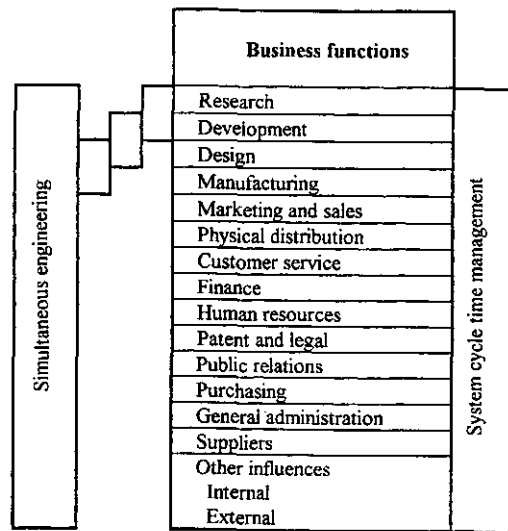 Business functions
Simultaneous engineering
Research
Development
Design
Manufacturing
Marketing and sales
Physical distribution
Customer service
Finance
Human resources
Patent and legal
Public relations
Purchasing
General administration
Suppliers
Other influences
Internal
External
System cycle time management